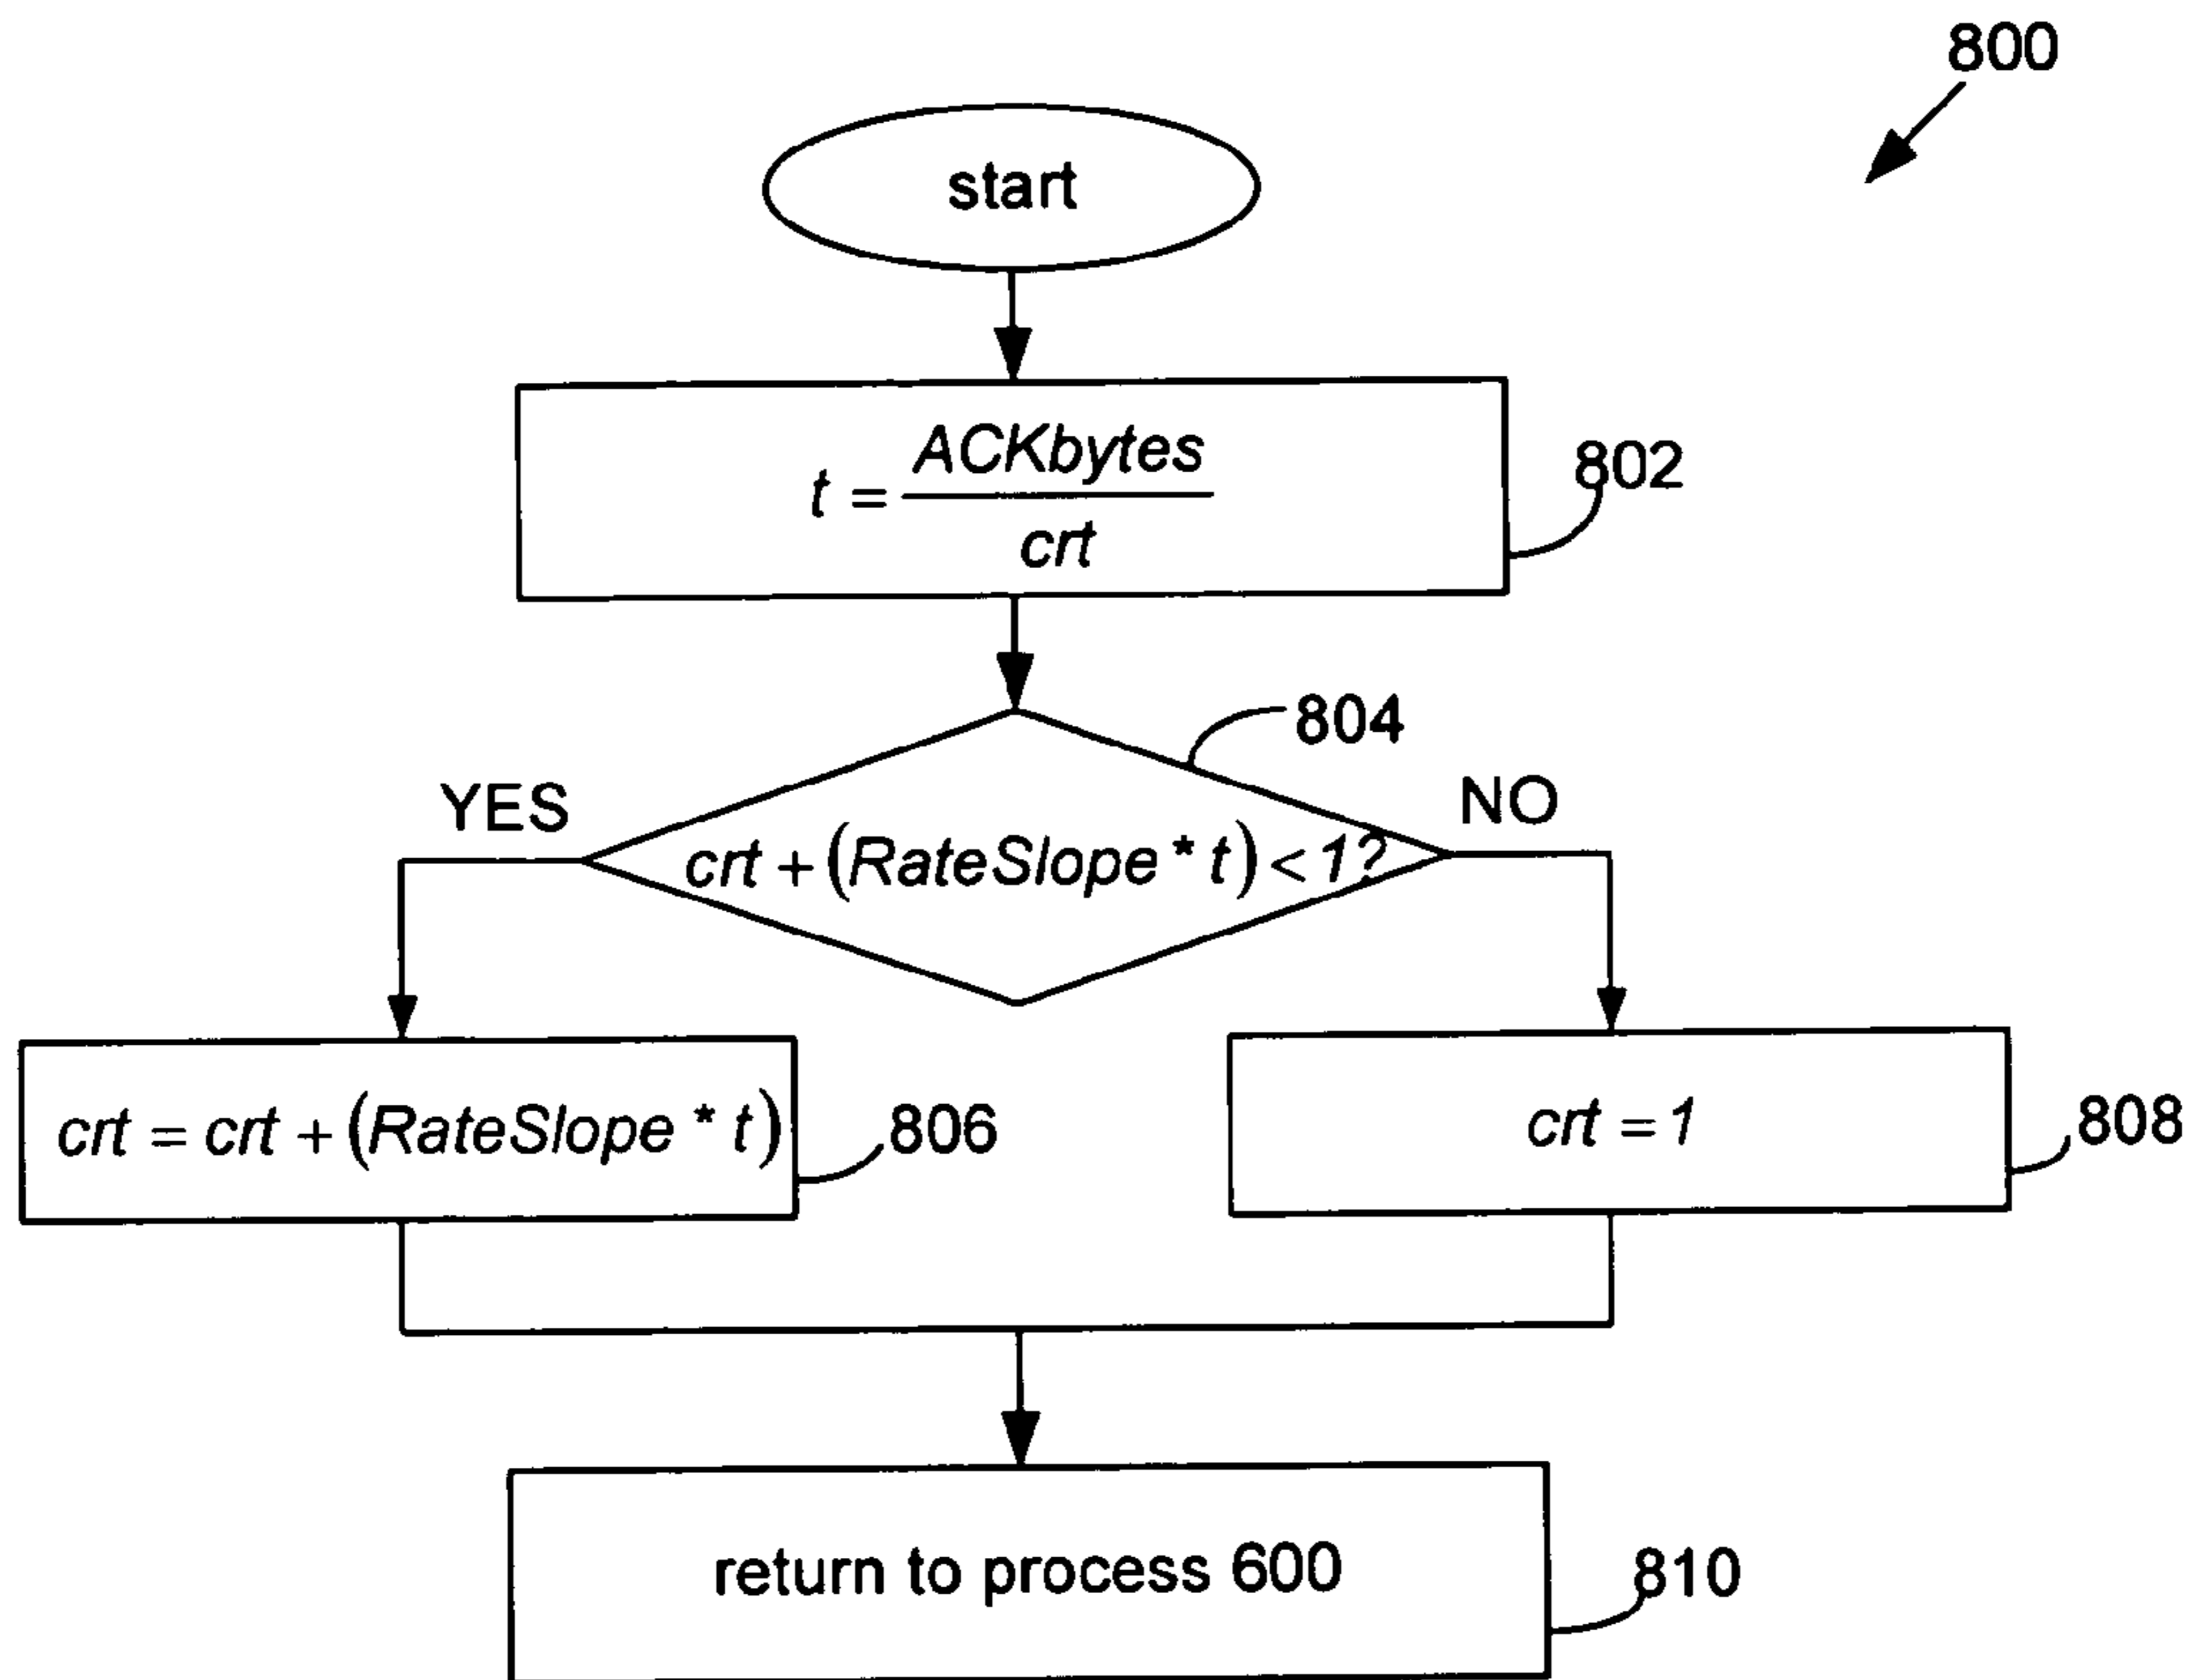 800
start
t = ACKbytes / crt
802
804
YES
NO
crt + (RateSlope * t) < 1?
crt = crt + (RateSlope * t)
806
crt = 1
808
return to process 600
810